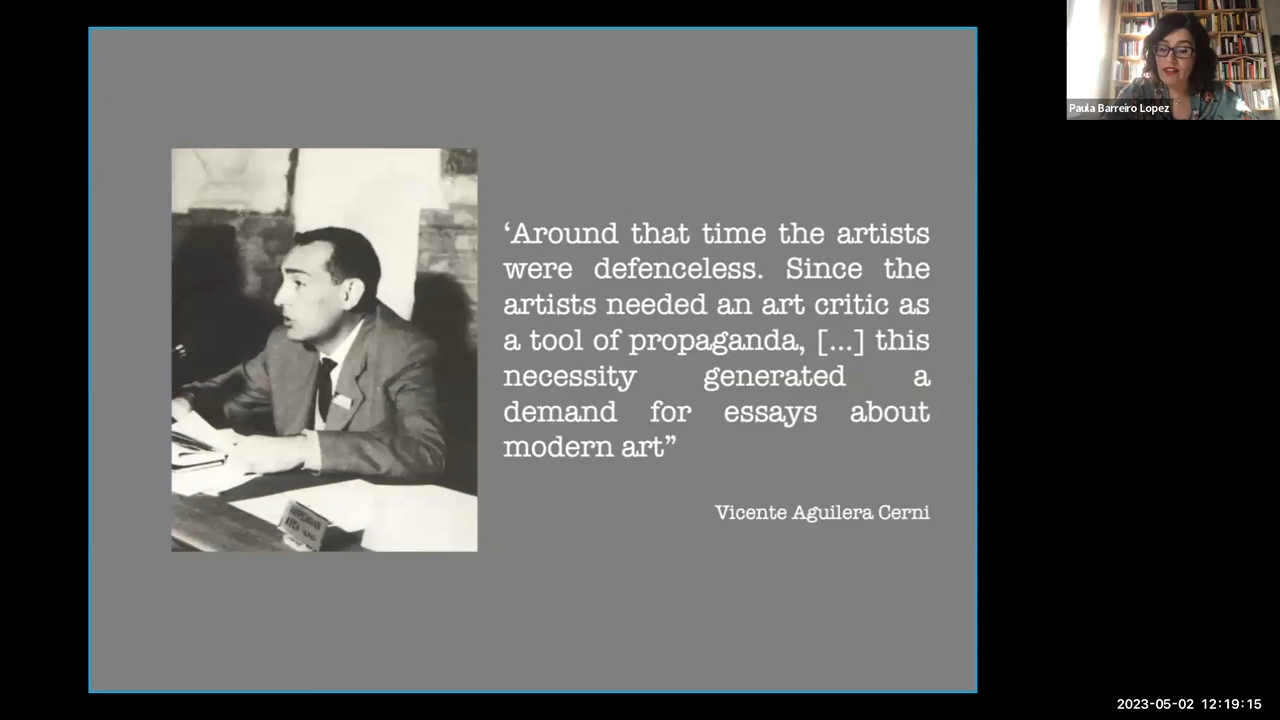 Paula Barreiro Lopez
‘Around that time the artists
were defenceless. Since the
artists needed an art critic as
a tool of propaganda, [...] this
necessity generated a
demand for essays about
modern art”
Vicente Aguilera Cerni
2023-05-02 12:19:15